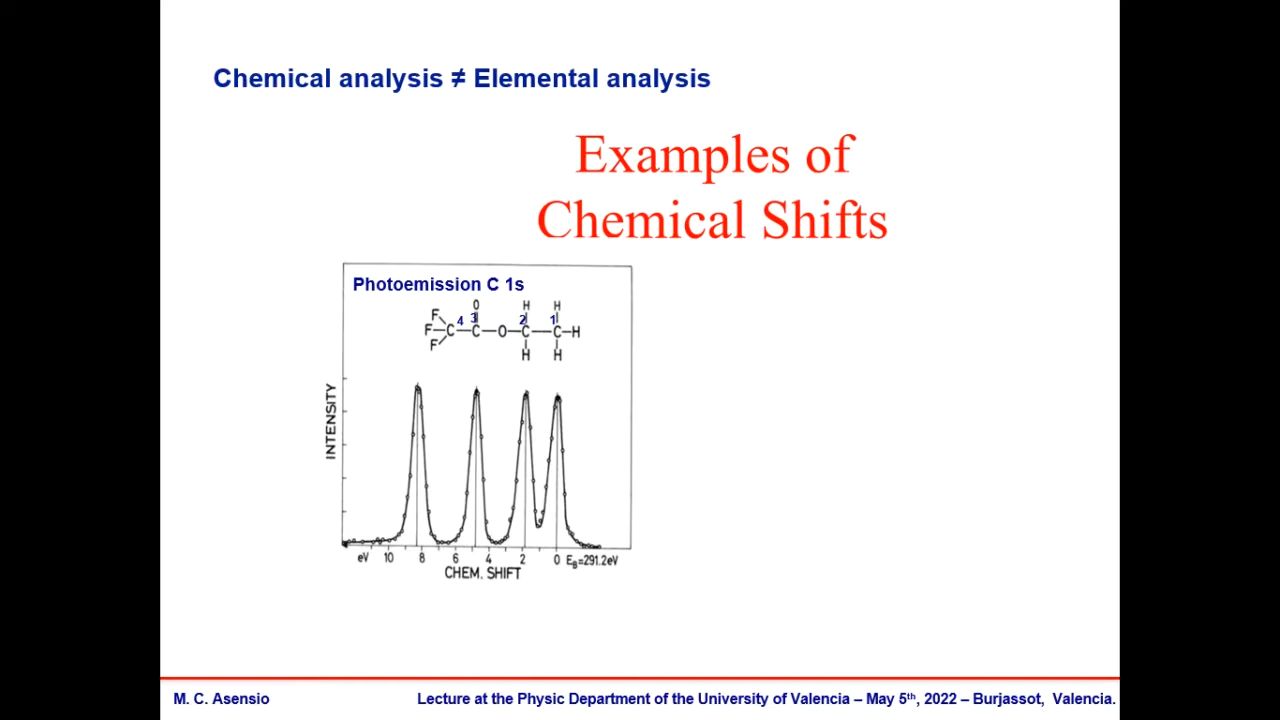 Chemical analysis ≠ Elemental analysis
Examples of
Chemical Shifts
Photoemission C 1s
O H H
F 4 3 2 1
F—C—C—O—C—C—H
F H H
INTENSITY
eV 10 8 6 4 2 0 EB=291.2eV
CHEM. SHIFT
M. C. Asensio Lecture at the Physic Department of the University of Valencia – May 5th, 2022 – Burjassot, Valencia.